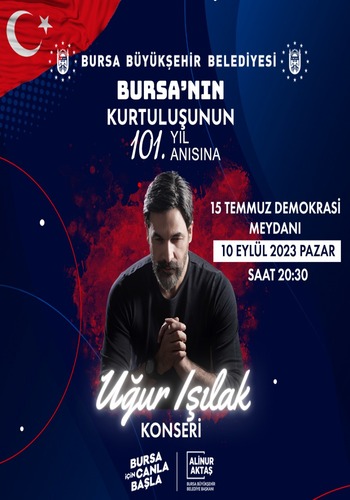 BURSA BÜYÜKŞEHİR BELEDİYESİ
BURSA'NIN
KURTULUŞUNUN
101. YIL
ANISINA
15 TEMMUZ DEMOKRASİ
MEYDANI
10 EYLÜL 2023 PAZAR
SAAT 20:30
Uğur Işılak
KONSERİ
BURSA
İÇİN CANLA
BAŞLA
ALİNUR
AKTAŞ
BURSA BÜYÜKŞEHİR
BELEDİYE BAŞKANI